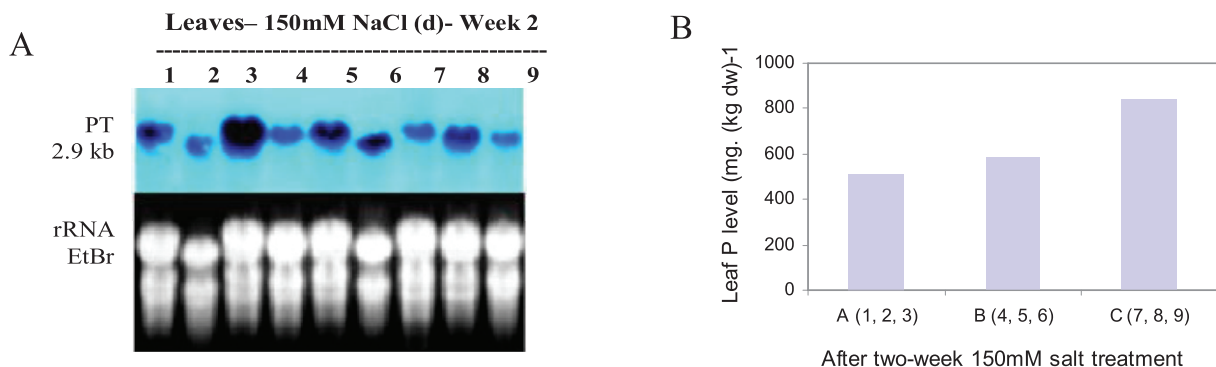 A
Leaves– 150mM NaCl (d)- Week 2
1 2 3 4 5 6 7 8 9
PT
2.9 kb
rRNA
EtBr
B
Leaf P level (mg. (kg dw)-1
1000
800
600
400
200
0
A (1, 2, 3) B (4, 5, 6) C (7, 8, 9)
After two-week 150mM salt treatment